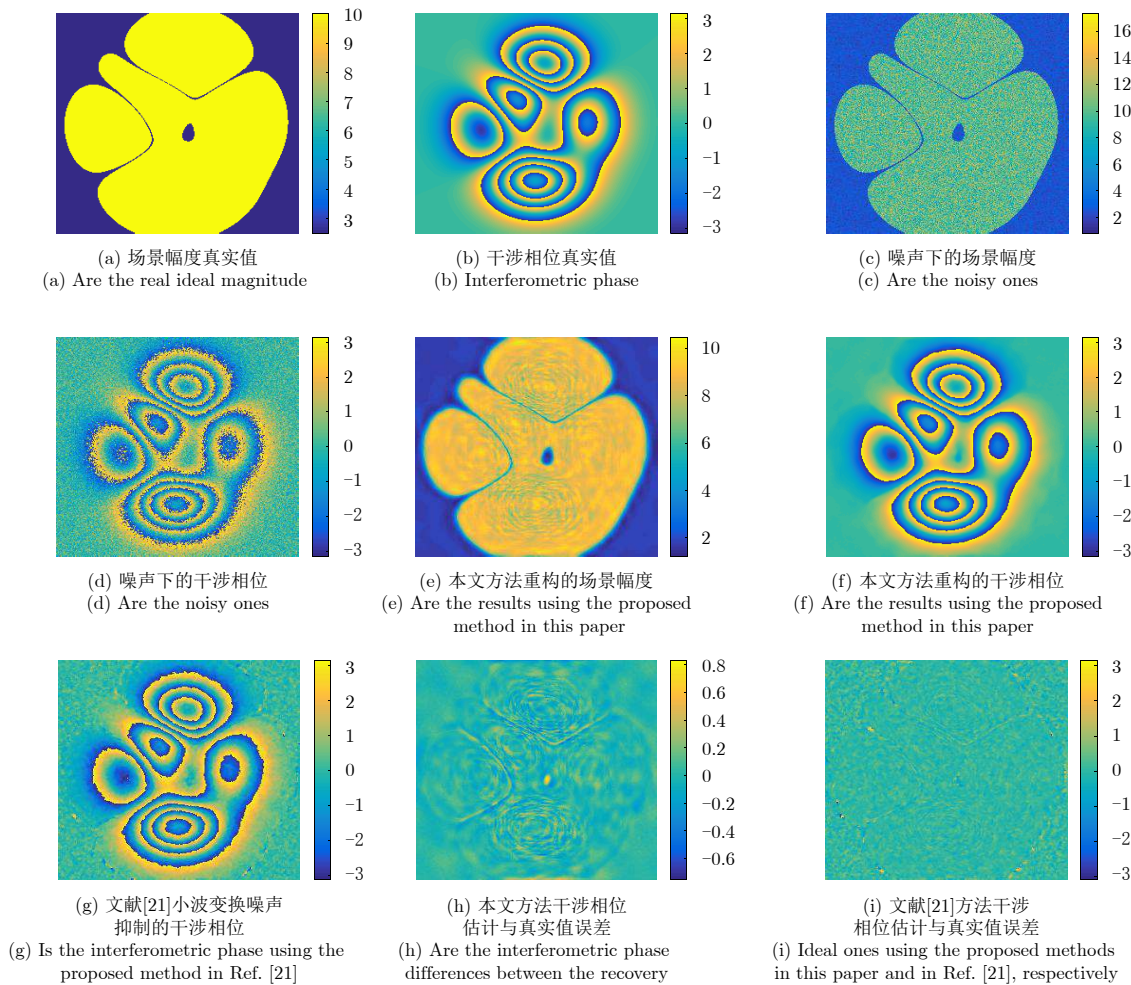 10
9
8
7
6
5
4
3
(a) 场景幅度真实值
(a) Are the real ideal magnitude
3
2
1
0
−1
−2
−3
(b) 干涉相位真实值
(b) Interferometric phase
16
14
12
10
8
6
4
2
(c) 噪声下的场景幅度
(c) Are the noisy ones
3
2
1
0
−1
−2
−3
(d) 噪声下的干涉相位
(d) Are the noisy ones
10
8
6
4
2
(e) 本文方法重构的场景幅度
(e) Are the results using the proposed
method in this paper
3
2
1
0
−1
−2
−3
(f) 本文方法重构的干涉相位
(f) Are the results using the proposed
method in this paper
3
2
1
0
−1
−2
−3
(g) 文献[21]小波变换噪声
抑制的干涉相位
(g) Is the interferometric phase using the
proposed method in Ref. [21]
0.8
0.6
0.4
0.2
0
−0.2
−0.4
−0.6
(h) 本文方法干涉相位
估计与真实值误差
(h) Are the interferometric phase
differences between the recovery
3
2
1
0
−1
−2
−3
(i) 文献[21]方法干涉
相位估计与真实值误差
(i) Ideal ones using the proposed methods
in this paper and in Ref. [21], respectively